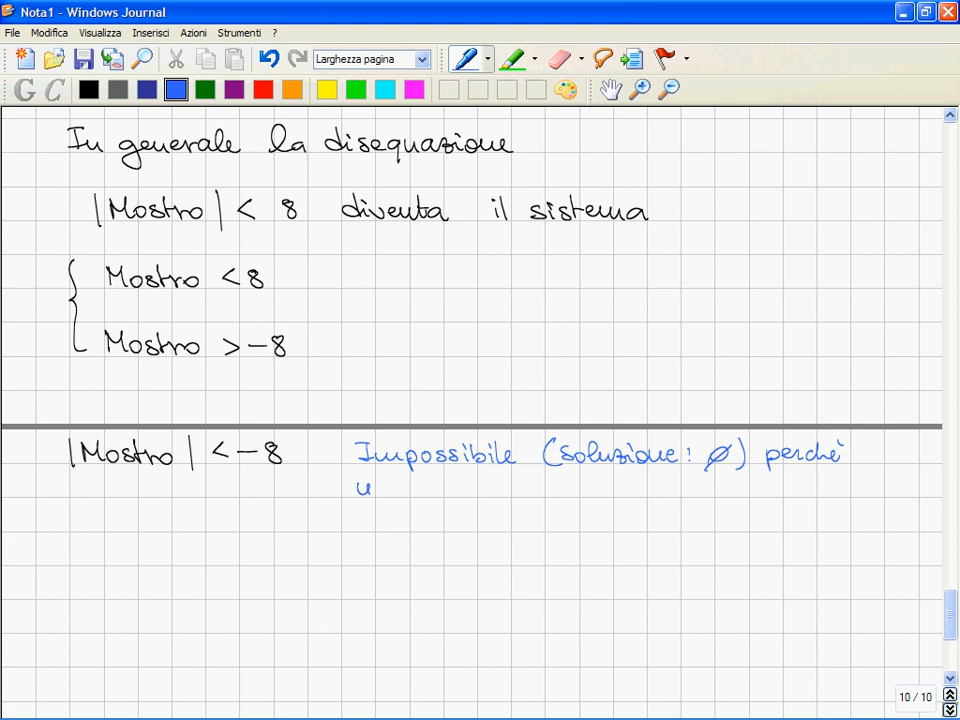 Nota1 - Windows Journal
File Modifica Visualizza Inserisci Azioni Strumenti ?
Larghezza pagina
G C
In generale la disequazione
|Mostro| < 8 diventa il sistema
{ Mostro < 8
Mostro > -8
|Mostro| < -8 Impossibile (soluzione: ∅) perchè
u
10 / 10